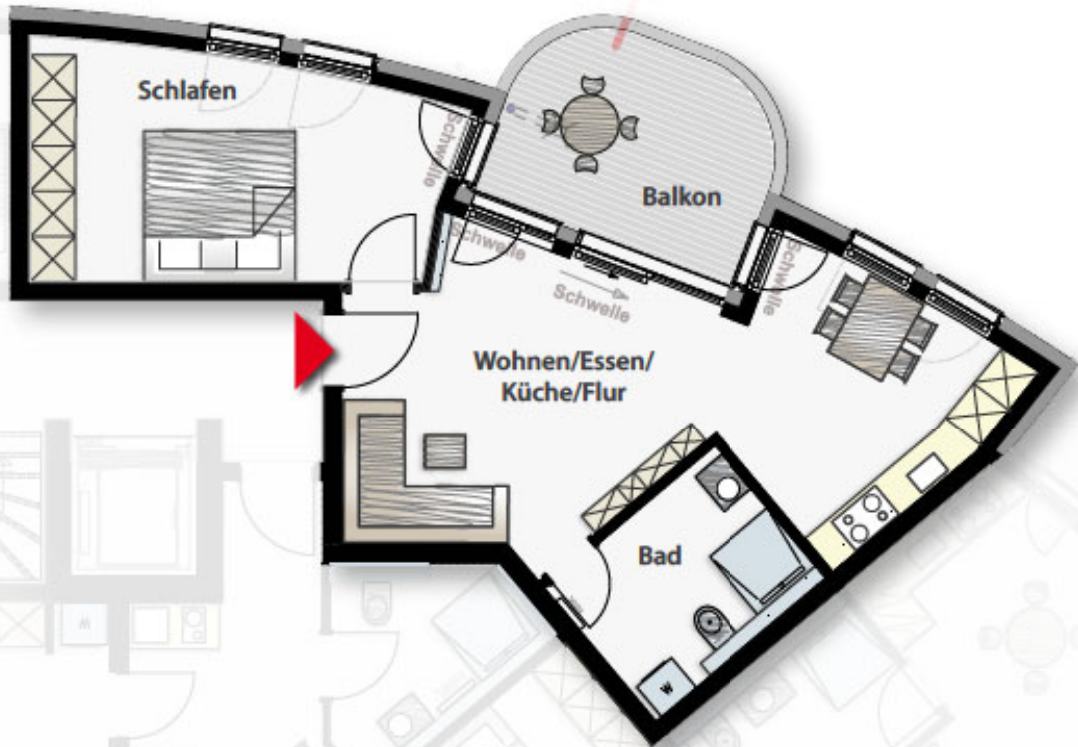 Schlafen
Schwelle
Balkon
Schwelle
Schwelle
Schwelle
Wohnen/Essen/
Küche/Flur
Bad
W
W